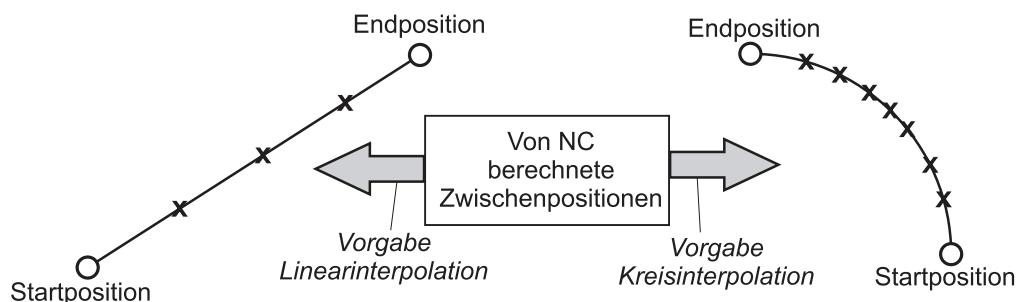 Endposition
Startposition
Von NC
berechnete
Zwischenpositionen
Vorgabe
Linearinterpolation
Vorgabe
Kreisinterpolation
Endposition
Startposition